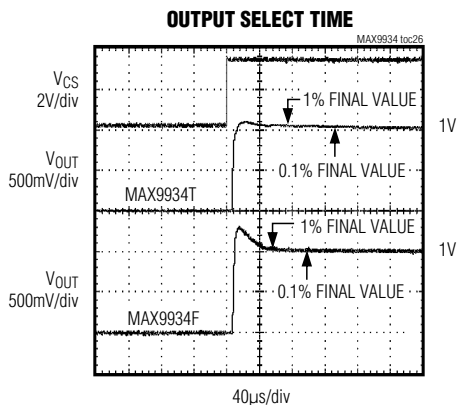 OUTPUT SELECT TIME
MAX9934 toc26
VCS
2V/div
1% FINAL VALUE
1V
VOUT
500mV/div
0.1% FINAL VALUE
MAX9934T
1% FINAL VALUE
1V
VOUT
500mV/div
0.1% FINAL VALUE
MAX9934F
40µs/div